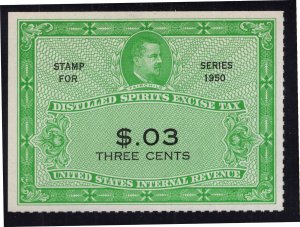 STAMP FOR
SERIES 1950
DISTILLED SPIRITS EXCISE TAX
$.03
THREE CENTS
UNITED STATES INTERNAL REVENUE